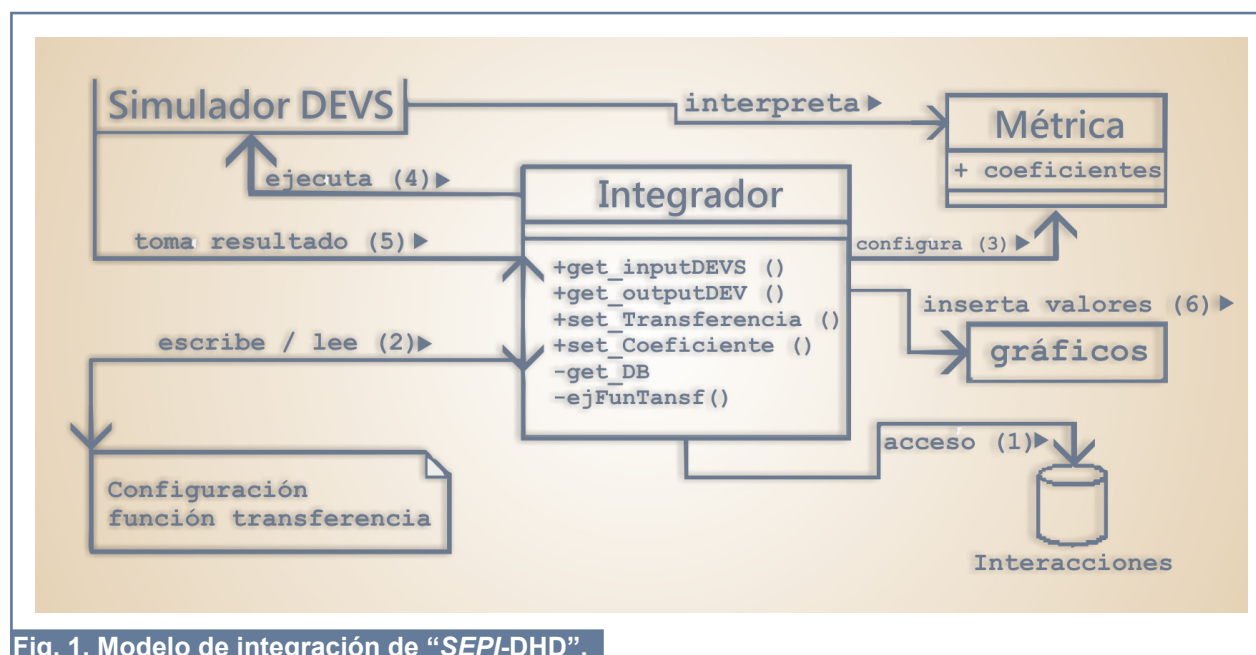 Simulador DEVS
interpreta
Métrica
+ coeficientes
ejecuta (4)
Integrador
toma resultado (5)
configura (3)
+get_inputDEVS ()
+get_outputDEV ()
+set_Transferencia ()
+set_Coeficiente ()
-get_DB
-ejFunTansf()
inserta valores (6)
gráficos
escribe / lee (2)
acceso (1)
Configuración
función transferencia
Interacciones
Fig. 1. Modelo de integración de “SEPI-DHD”.